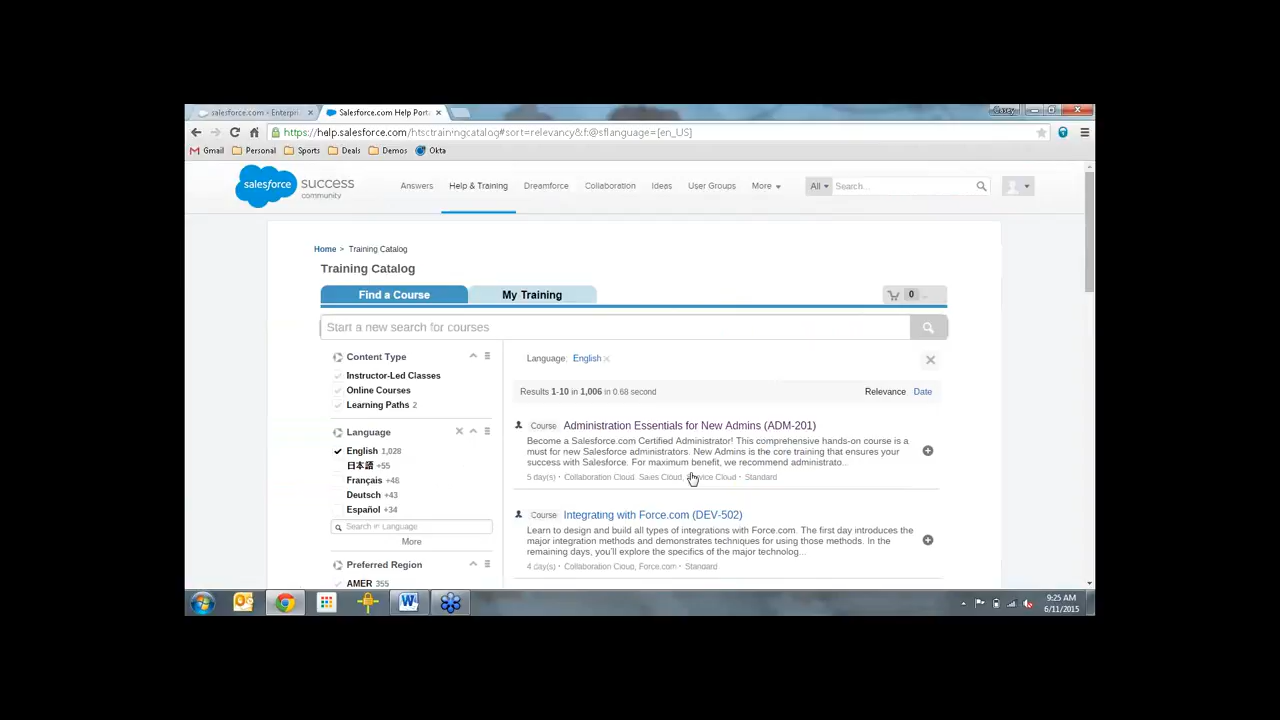 salesforce.com - Enterpri
Salesforce.com Help Port
Casey
https://help.salesforce.com/htsctrainingcatalog#sort=relevancy&f:@sflanguage=[en_US]
Gmail Personal Sports Deals Demos Okta
salesforce success community
Answers Help & Training Dreamforce Collaboration Ideas User Groups More All Search...
Home > Training Catalog
Training Catalog
Find a Course My Training 0
Start a new search for courses
Content Type
Instructor-Led Classes
Online Courses
Learning Paths 2
Language
English 1,028
日本語 +55
Français +48
Deutsch +43
Español +34
Search in Language
More
Preferred Region
AMER 355
Language: English
Results 1-10 in 1,006 in 0.68 second Relevance Date
Course Administration Essentials for New Admins (ADM-201)
Become a Salesforce.com Certified Administrator! This comprehensive hands-on course is a
must for new Salesforce administrators. New Admins is the core training that ensures your
success with Salesforce. For maximum benefit, we recommend administrato...
5 day(s) · Collaboration Cloud, Sales Cloud, Service Cloud · Standard
Course Integrating with Force.com (DEV-502)
Learn to design and build all types of integrations with Force.com. The first day introduces the
major integration methods and demonstrates techniques for using those methods. In the
remaining days, you'll explore the specifics of the major technolog...
4 day(s) · Collaboration Cloud, Force.com · Standard
9:25 AM
6/11/2015